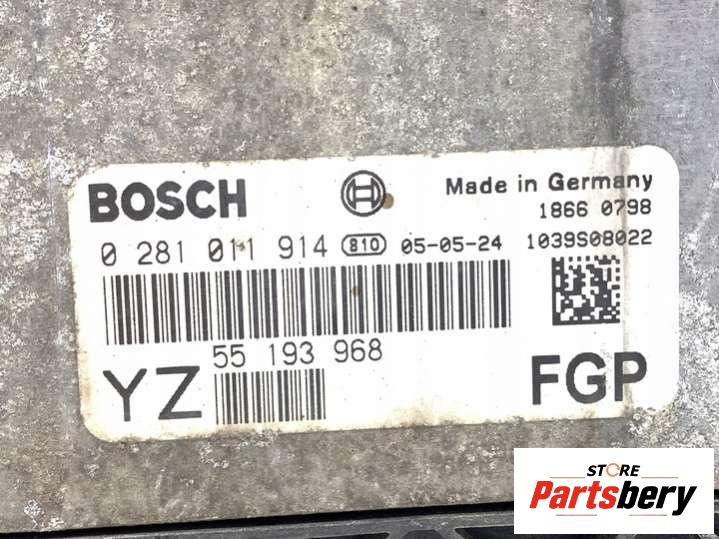 BOSCH
Made in Germany
1866 0798
0 281 011 914 810 05-05-24 1039S08022
55 193 968
YZ
FGP
STORE
Partsbery